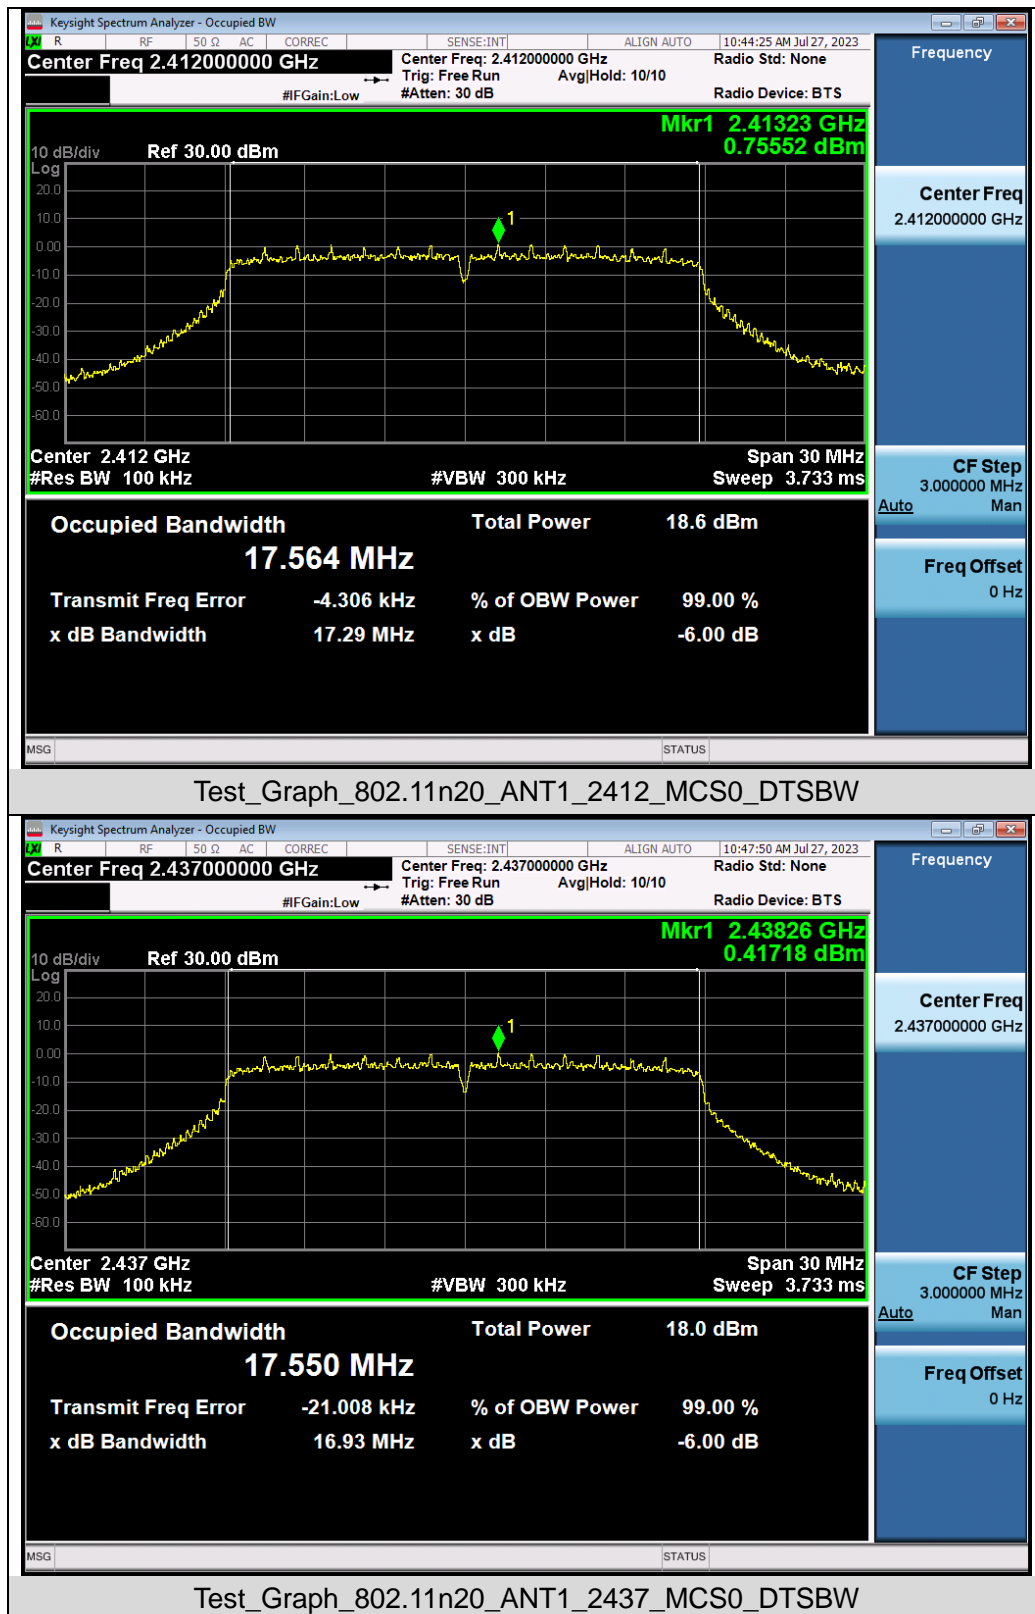 Keysight Spectrum Analyzer - Occupied BW
LXI R RF 50 Ω AC CORREC SENSE:INT ALIGN AUTO 10:44:25 AM Jul 27, 2023
Center Freq 2.412000000 GHz
Center Freq: 2.412000000 GHz Radio Std: None
Trig: Free Run Avg|Hold: 10/10
#IFGain:Low #Atten: 30 dB Radio Device: BTS
Frequency
Mkr1 2.41323 GHz
0.75552 dBm
10 dB/div Ref 30.00 dBm
Log
20.0
10.0
0.00
-10.0
-20.0
-30.0
-40.0
-50.0
-60.0
1
Center Freq
2.412000000 GHz
Center 2.412 GHz Span 30 MHz
#Res BW 100 kHz #VBW 300 kHz Sweep 3.733 ms
CF Step
3.000000 MHz
Auto Man
Occupied Bandwidth Total Power 18.6 dBm
17.564 MHz
Transmit Freq Error -4.306 kHz % of OBW Power 99.00 %
x dB Bandwidth 17.29 MHz x dB -6.00 dB
Freq Offset
0 Hz
MSG STATUS
Test_Graph_802.11n20_ANT1_2412_MCS0_DTSBW
Keysight Spectrum Analyzer - Occupied BW
LXI R RF 50 Ω AC CORREC SENSE:INT ALIGN AUTO 10:47:50 AM Jul 27, 2023
Center Freq 2.437000000 GHz
Center Freq: 2.437000000 GHz Radio Std: None
Trig: Free Run Avg|Hold: 10/10
#IFGain:Low #Atten: 30 dB Radio Device: BTS
Frequency
Mkr1 2.43826 GHz
0.41718 dBm
10 dB/div Ref 30.00 dBm
Log
20.0
10.0
0.00
-10.0
-20.0
-30.0
-40.0
-50.0
-60.0
1
Center Freq
2.437000000 GHz
Center 2.437 GHz Span 30 MHz
#Res BW 100 kHz #VBW 300 kHz Sweep 3.733 ms
CF Step
3.000000 MHz
Auto Man
Occupied Bandwidth Total Power 18.0 dBm
17.550 MHz
Transmit Freq Error -21.008 kHz % of OBW Power 99.00 %
x dB Bandwidth 16.93 MHz x dB -6.00 dB
Freq Offset
0 Hz
MSG STATUS
Test_Graph_802.11n20_ANT1_2437_MCS0_DTSBW